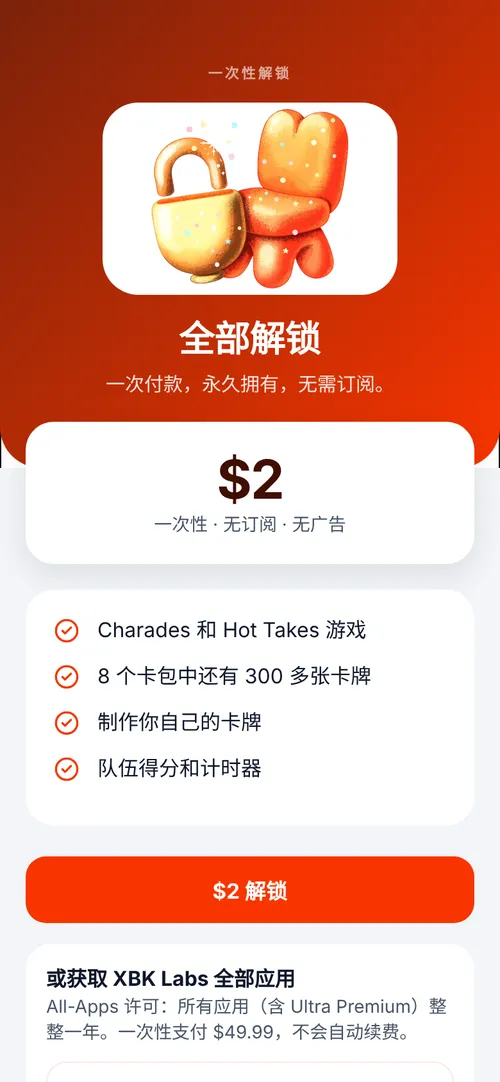 一次性解锁
全部解锁
一次付款，永久拥有，无需订阅。
$2
一次性 · 无订阅 · 无广告
Charades 和 Hot Takes 游戏
8 个卡包中还有 300 多张卡牌
制作你自己的卡牌
队伍得分和计时器
$2 解锁
或获取 XBK Labs 全部应用
All-Apps 许可：所有应用（含 Ultra Premium）整
整一年。一次性支付 $49.99，不会自动续费。